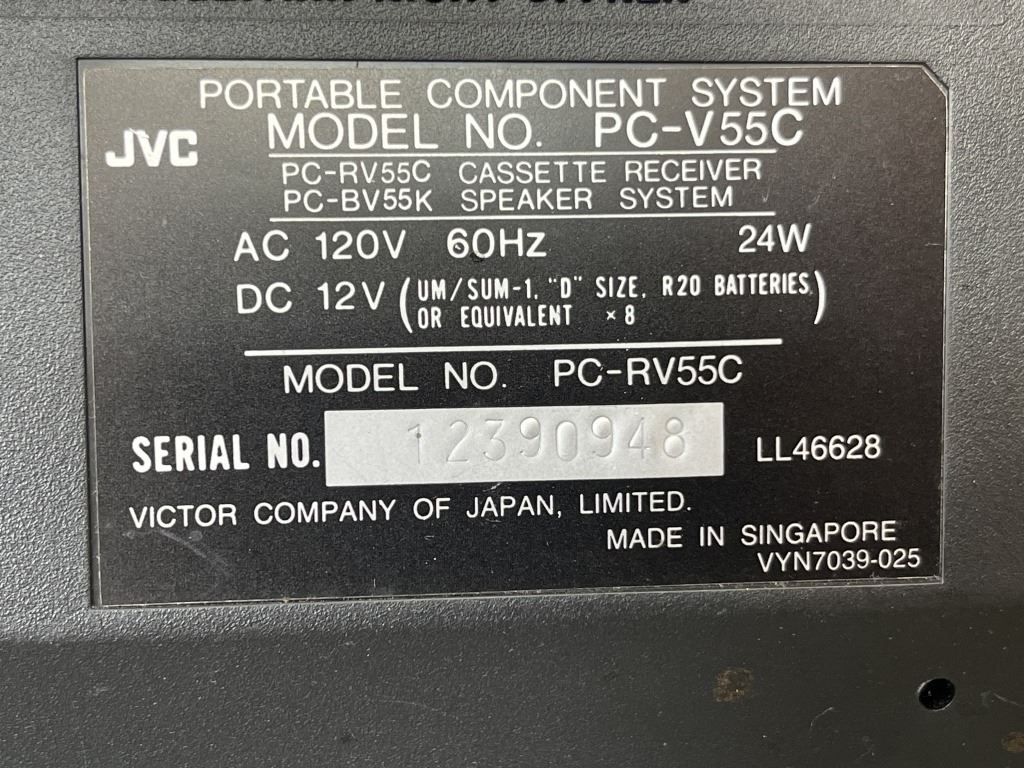 PORTABLE COMPONENT SYSTEM
JVC MODEL NO. PC-V55C
PC-RV55C CASSETTE RECEIVER
PC-BV55K SPEAKER SYSTEM
AC 120V 60Hz 24W
DC 12V (UM/SUM-1, "D" SIZE, R20 BATTERIES
OR EQUIVALENT ×8)
MODEL NO. PC-RV55C
SERIAL NO. 12390948 LL46628
VICTOR COMPANY OF JAPAN, LIMITED.
MADE IN SINGAPORE
VYN7039-025